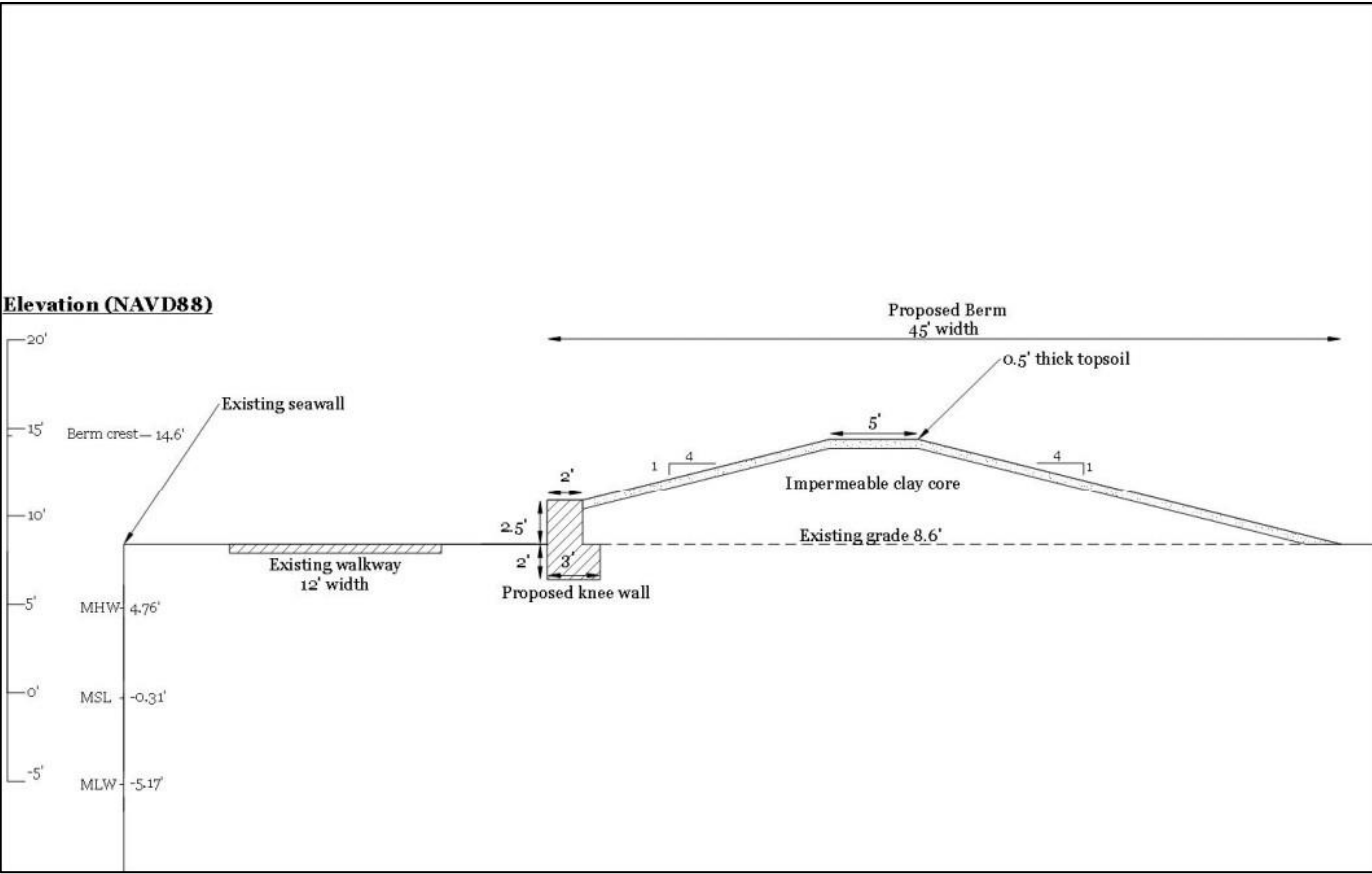 Elevation (NAVD88)
20'
15'
10'
5'
0'
-5'
Berm crest 14.6'
Existing seawall
MHW 4.76'
MSL -0.31'
MLW -5.17'
Existing walkway
12' width
Proposed Berm
45' width
0.5' thick topsoil
5'
1
4
4
1
2'
Impermeable clay core
2.5'
Existing grade 8.6'
2'
3'
Proposed knee wall